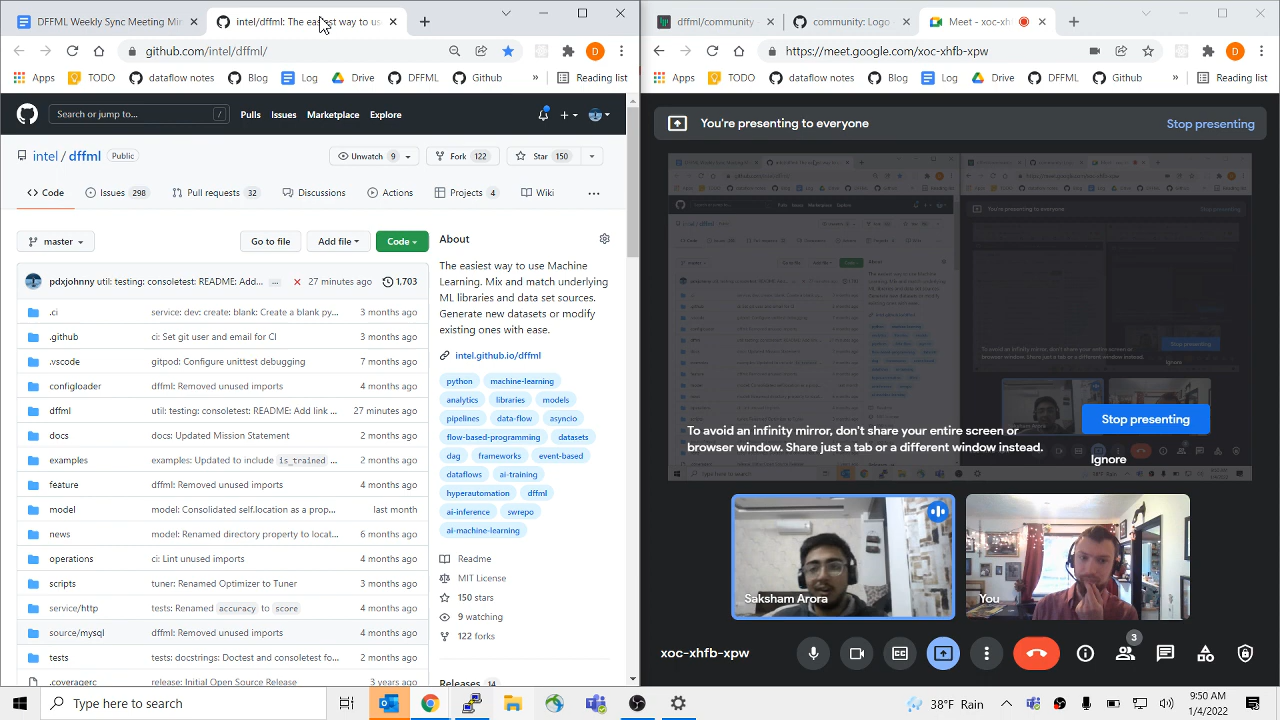 DFFML Weekly Sync Meeting Mi
intel/dffml: The easiest way to us
dffml/community
community: Logo
Meet - xoc-xhf
github.com/intel/dffml/
https://meet.google.com/xoc-xhfb-xpw
Apps
TODO
dataflow notes
Blog
Log
Drive
DFFML
Github
»
Reading list
Apps
TODO
dataflow notes
Blog
Log
Drive
DFFML
Github
»
Reading list
Search or jump to...
/
Pulls
Issues
Marketplace
Explore
You're presenting to everyone
Stop presenting
intel / dffml
Public
Unwatch 9
Fork 122
Star 150
Code
Issues 298
Pull requests 32
Discussions
Actions
Projects 4
Wiki
master
Go to file
Add file
Code
About
The easiest way to use Machine
Learning. Mix and match underlying
ML libraries and data set sources.
Generate new datasets or modify
existing ones with ease.
intel.github.io/dffml
python
machine-learning
analytics
libraries
models
pipelines
data-flow
asyncio
flow-based-programming
datasets
dag
frameworks
event-based
dataflows
ai-training
hyperautomation
dffml
ai-inference
swrepo
ai-machine-learning
Readme
MIT License
150 stars
9 watching
122 forks
Releases 14
pdxjohnny util: testing: consoletest: README: Add... ... 27 minutes ago 1,703
service: dev: create: blank: Create a blank py... 3 months ago
.github ci: Set git user and email for CI 3 months ago
.vscode gitpod: Configure unittest debugging 4 months ago
configloader dffml: Removed unused imports 4 months ago
dffml util: testing: consoletest: README: Add link ... 27 minutes ago
docs docs: Updated Mission Statement 2 months ago
examples examples: Updated to include is_trained 4 months ago
feature dffml: Removed unused imports 4 months ago
model model: Consolidate self.location as a prop... last month
news model: Renamed directory property to locat... 6 months ago
operations ci: Lint unused imports 4 months ago
scripts tuner: Renamed Optimizer to Tuner 3 months ago
service/http tests: Renamed accuracy to score 4 months ago
source/mysql dffml: Removed unused imports 4 months ago
tests tests: docstrings: Doctest and consoletest for... 2 months ago
.coveragerc release: Initial Open Source Release 3 years ago
To avoid an infinity mirror, don't share your entire screen or
browser window. Share just a tab or a different window instead.
Stop presenting
Ignore
Saksham Arora
You
xoc-xhfb-xpw
3
Type here to search
38°F Rain
9:50 AM
1/4/2022